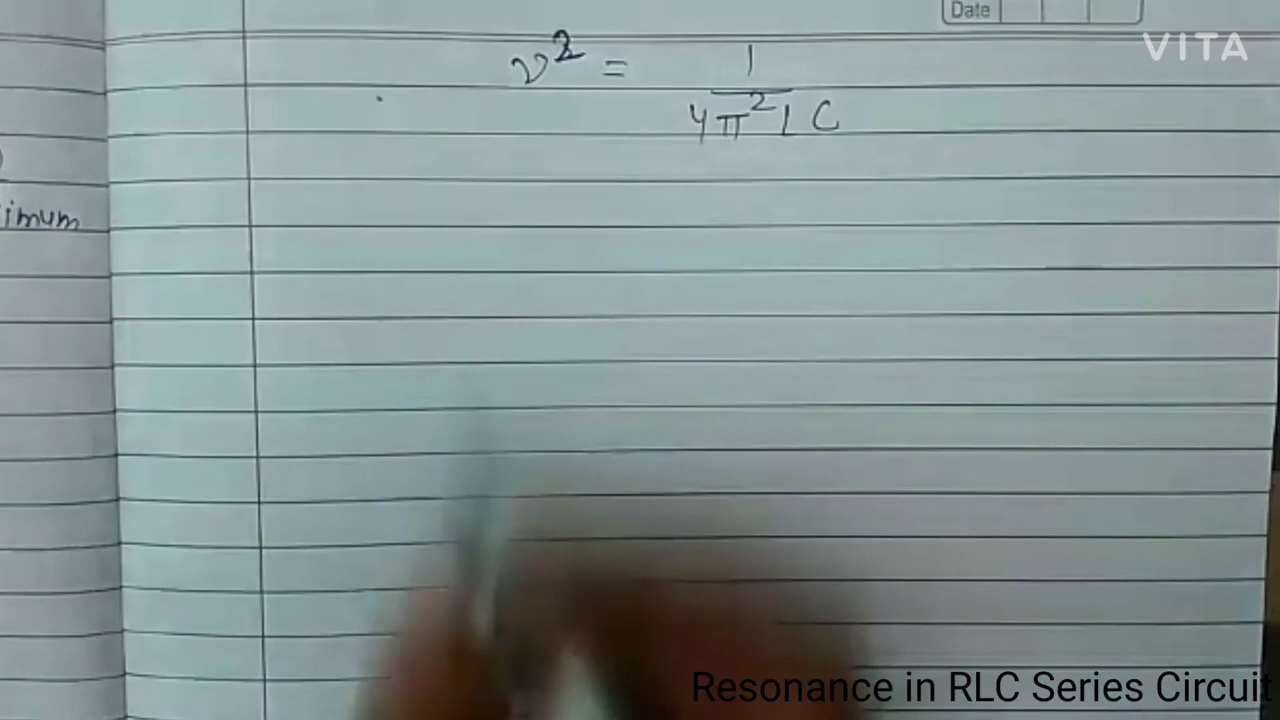 Date
VITA
ν² = 1
4π²LC
imum
Resonance in RLC Series Circuit